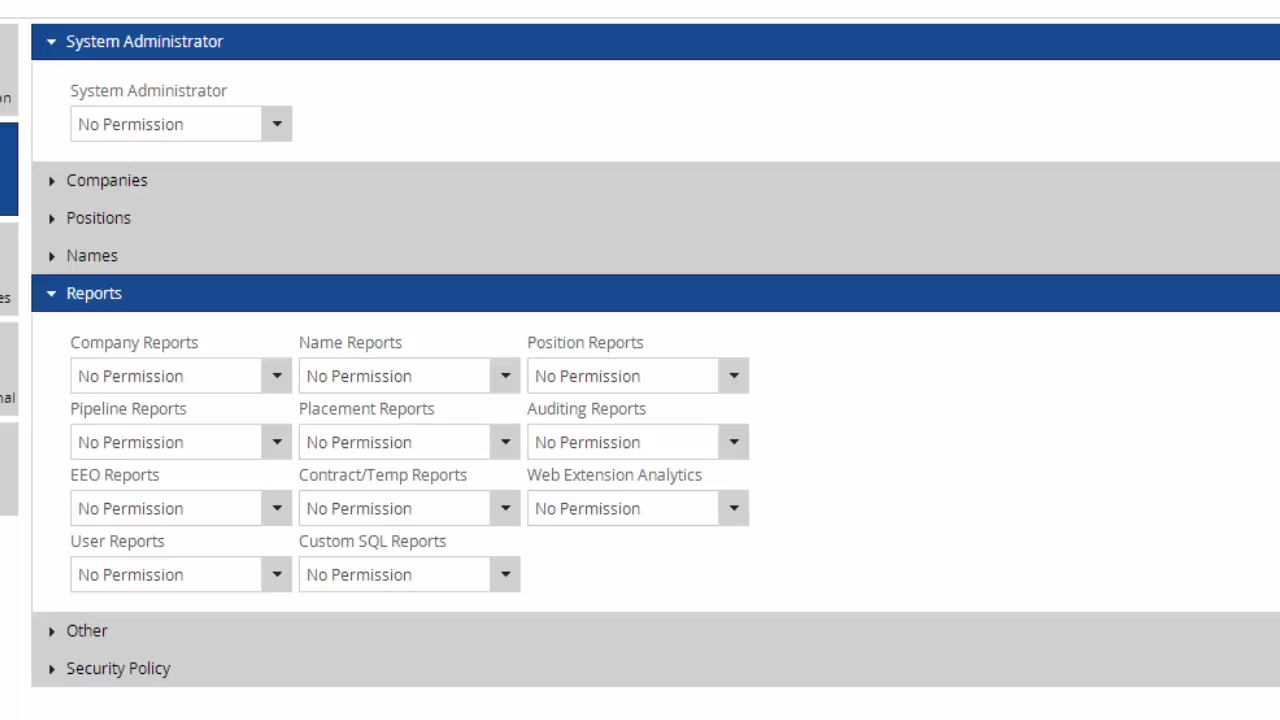 System Administrator
System Administrator
on
No Permission
Companies
Positions
Names
es
Reports
Company Reports Name Reports Position Reports
No Permission No Permission No Permission
nal
Pipeline Reports Placement Reports Auditing Reports
No Permission No Permission No Permission
EEO Reports Contract/Temp Reports Web Extension Analytics
No Permission No Permission No Permission
User Reports Custom SQL Reports
No Permission No Permission
Other
Security Policy